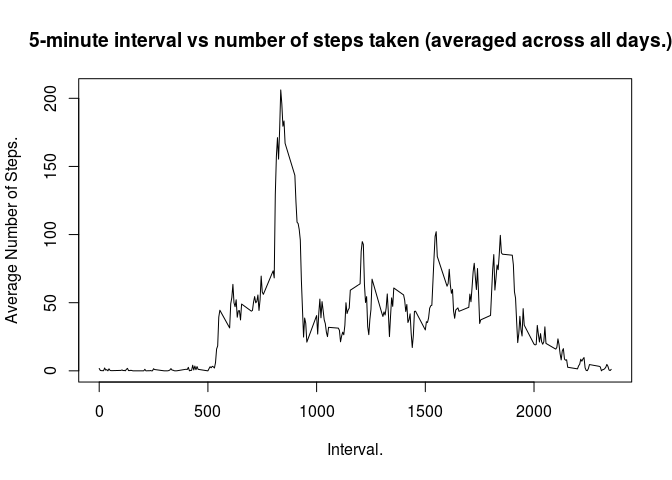 5-minute interval vs number of steps taken (averaged across all days.)
Average Number of Steps.
200
150
100
50
0
0 500 1000 1500 2000
Interval.